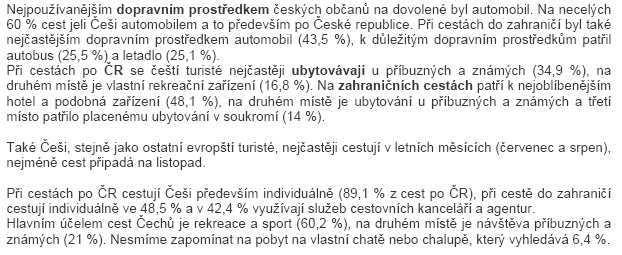 Nejpoužívanějším dopravním prostředkem českých občanů na dovolené byl automobil. Na necelých
60 % cest jeli Češi automobilem a to především po České republice. Při cestách do zahraničí byl také
nejčastějším dopravním prostředkem automobil (43,5 %), k důležitým dopravním prostředkům patřil
autobus (25,5 %) a letadlo (25,1 %).
Při cestách po ČR se čeští turisté nejčastěji ubytovávají u příbuzných a známých (34,9 %), na
druhém místě je vlastní rekreační zařízení (16,8 %). Na zahraničních cestách patří k nejoblíbenějším
hotel a podobná zařízení (48,1 %), na druhém místě je ubytování u příbuzných a známých a třetí
místo patřilo placenému ubytování v soukromí (14 %).
Také Češi, stejně jako ostatní evropští turisté, nejčastěji cestují v letních měsících (červenec a srpen),
nejméně cest připadá na listopad.
Při cestách po ČR cestují Češi především individuálně (89,1 % z cest po ČR), při cestě do zahraničí
cestují individuálně ve 48,5 % a v 42,4 % využívají služeb cestovních kanceláří a agentur.
Hlavním účelem cest Čechů je rekreace a sport (60,2 %), na druhém místě je návštěva příbuzných a
známých (21 %). Nesmíme zapomínat na pobyt na vlastní chatě nebo chalupě, který vyhledává 6,4 %.